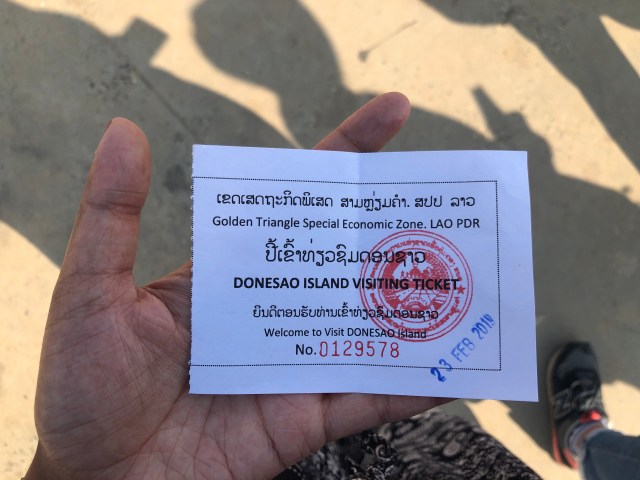 ເຂດເສດຖະກິດພິເສດ ສາມຫຼ່ຽມຄຳ. ສປປ ລາວ
Golden Triangle Special Economic Zone. LAO PDR
ປີ້ເຂົ້າທ່ຽວຊົມດອນຊາວ
DONESAO ISLAND VISITING TICKET
ຍິນດີຕອນຮັບທ່ານເຂົ້າທ່ຽວຊົມດອນຊາວ
Welcome to Visit DONESAO Island
No.0129578
23 FEB 2019